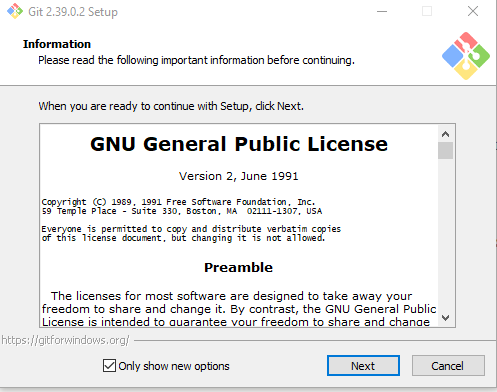 Git 2.39.0.2 Setup
Information
Please read the following important information before continuing.
When you are ready to continue with Setup, click Next.
GNU General Public License
Version 2, June 1991
Copyright (C) 1989, 1991 Free Software Foundation, Inc.
59 Temple Place - Suite 330, Boston, MA  02111-1307, USA
Everyone is permitted to copy and distribute verbatim copies
of this license document, but changing it is not allowed.
Preamble
The licenses for most software are designed to take away your
freedom to share and change it. By contrast, the GNU General Public
License is intended to guarantee your freedom to share and change
https://gitforwindows.org/
Only show new options
Next
Cancel